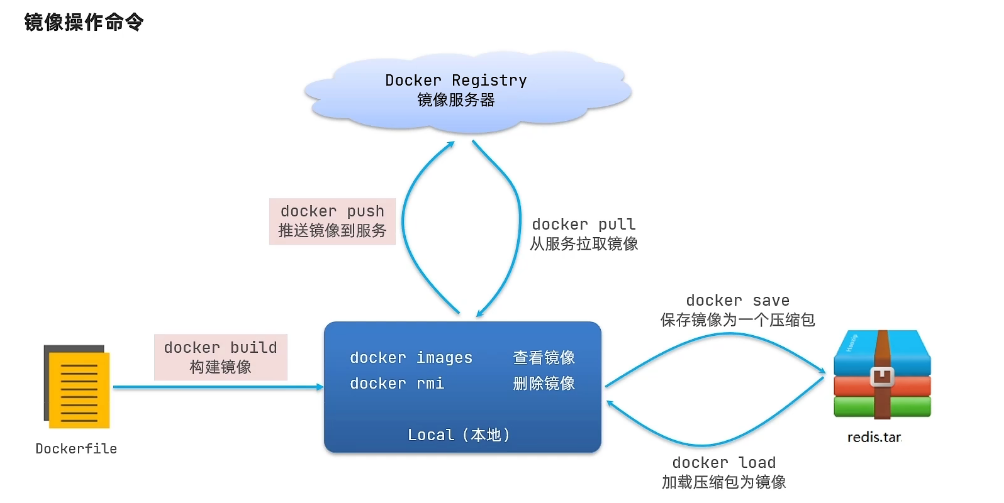 镜像操作命令
Docker Registry
镜像服务器
docker push
推送镜像到服务
docker pull
从服务拉取镜像
docker save
保存镜像为一个压缩包
docker build
构建镜像
docker images 查看镜像
docker rmi 删除镜像
Local (本地)
Dockerfile
redis.tar
docker load
加载压缩包为镜像